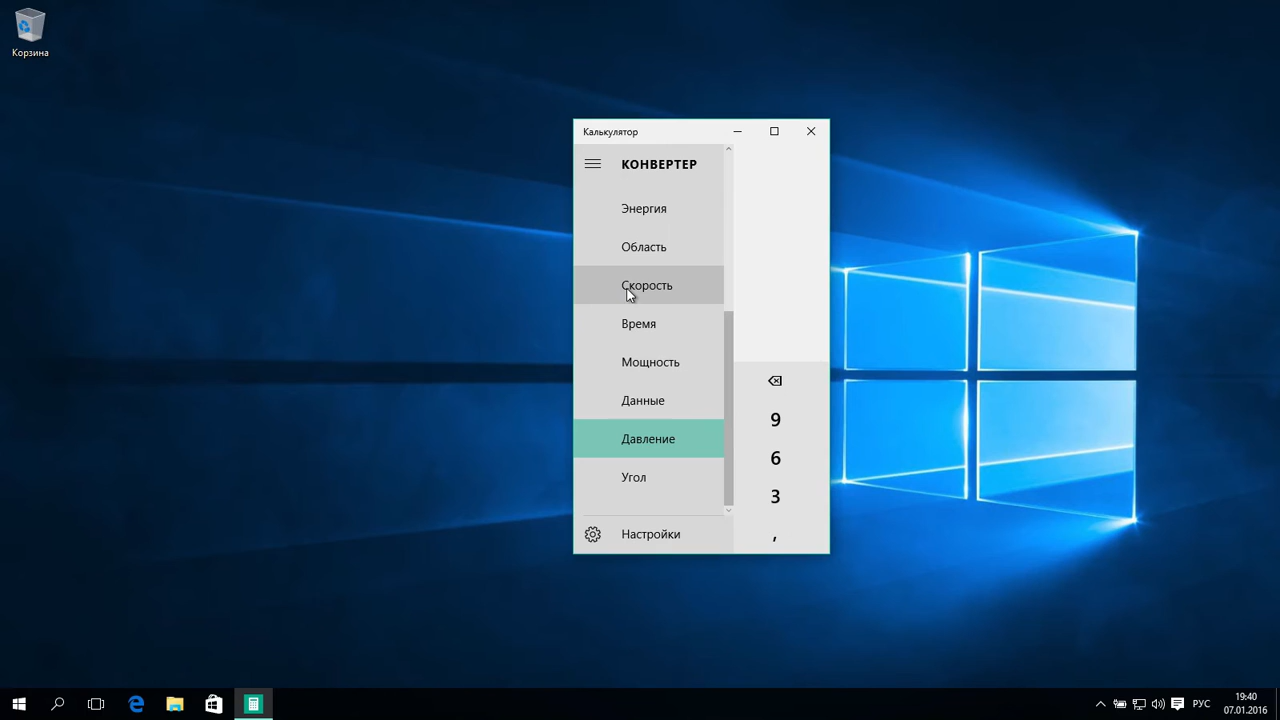 Корзина
Калькулятор
КОНВЕРТЕР
Энергия
Область
Скорость
Время
Мощность
Данные
Давление
Угол
Настройки
9
6
3
,
РУС
19:40
07.01.2016